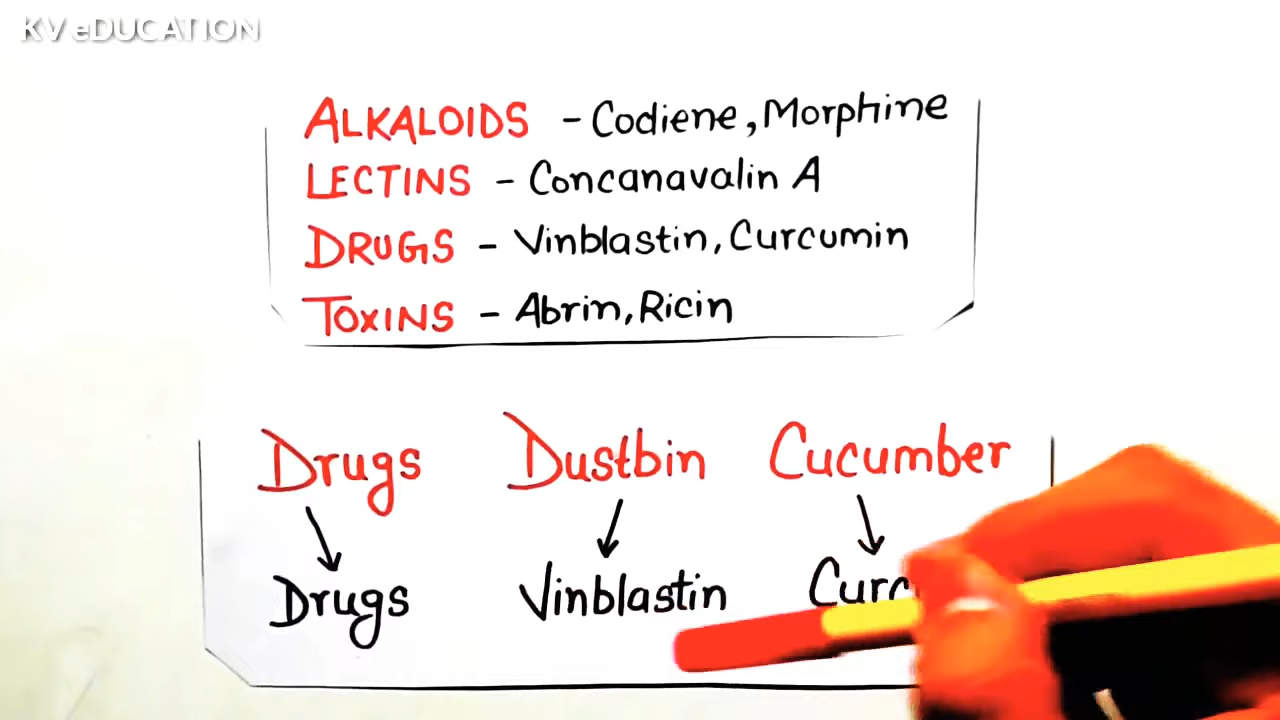 KV eDUCATION
ALKALOIDS - Codiene, Morphine
LECTINS - Concanavalin A
DRUGS - Vinblastin, Curcumin
TOXINS - Abrin, Ricin
Drugs Dustbin Cucumber
Drugs Vinblastin